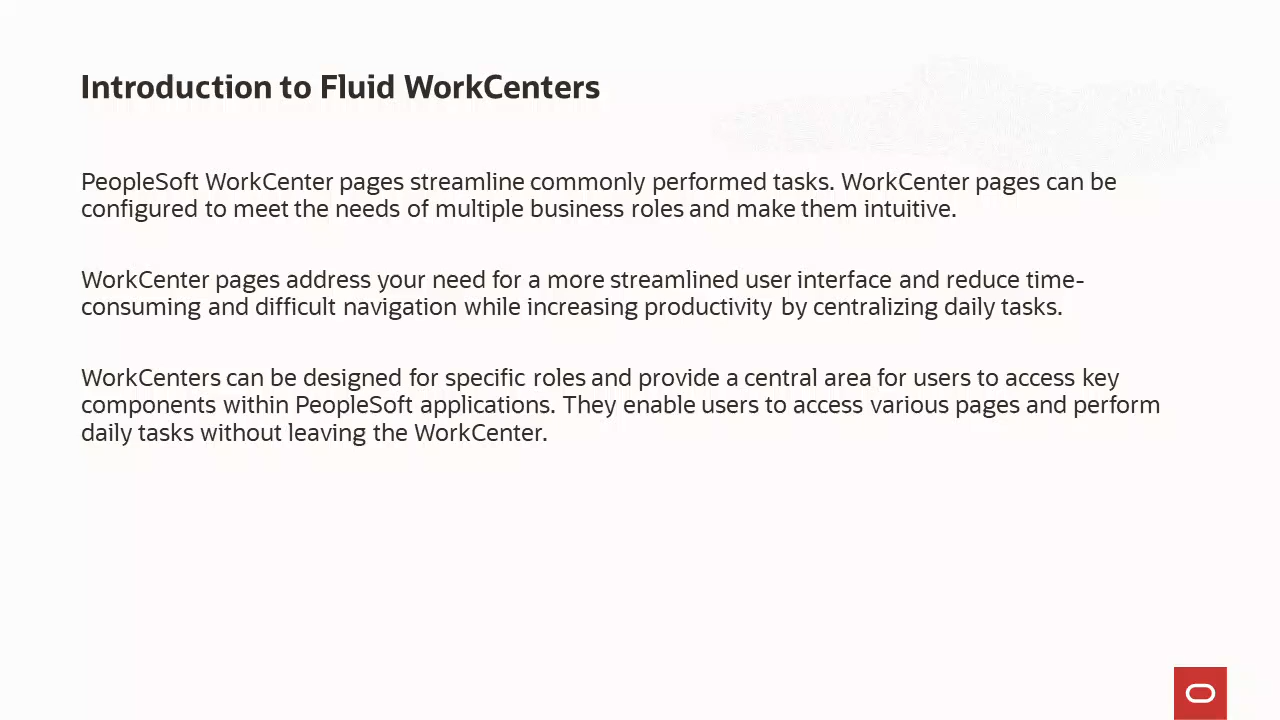 Introduction to Fluid WorkCenters
PeopleSoft WorkCenter pages streamline commonly performed tasks. WorkCenter pages can be
configured to meet the needs of multiple business roles and make them intuitive.
WorkCenter pages address your need for a more streamlined user interface and reduce time-
consuming and difficult navigation while increasing productivity by centralizing daily tasks.
WorkCenters can be designed for specific roles and provide a central area for users to access key
components within PeopleSoft applications. They enable users to access various pages and perform
daily tasks without leaving the WorkCenter.